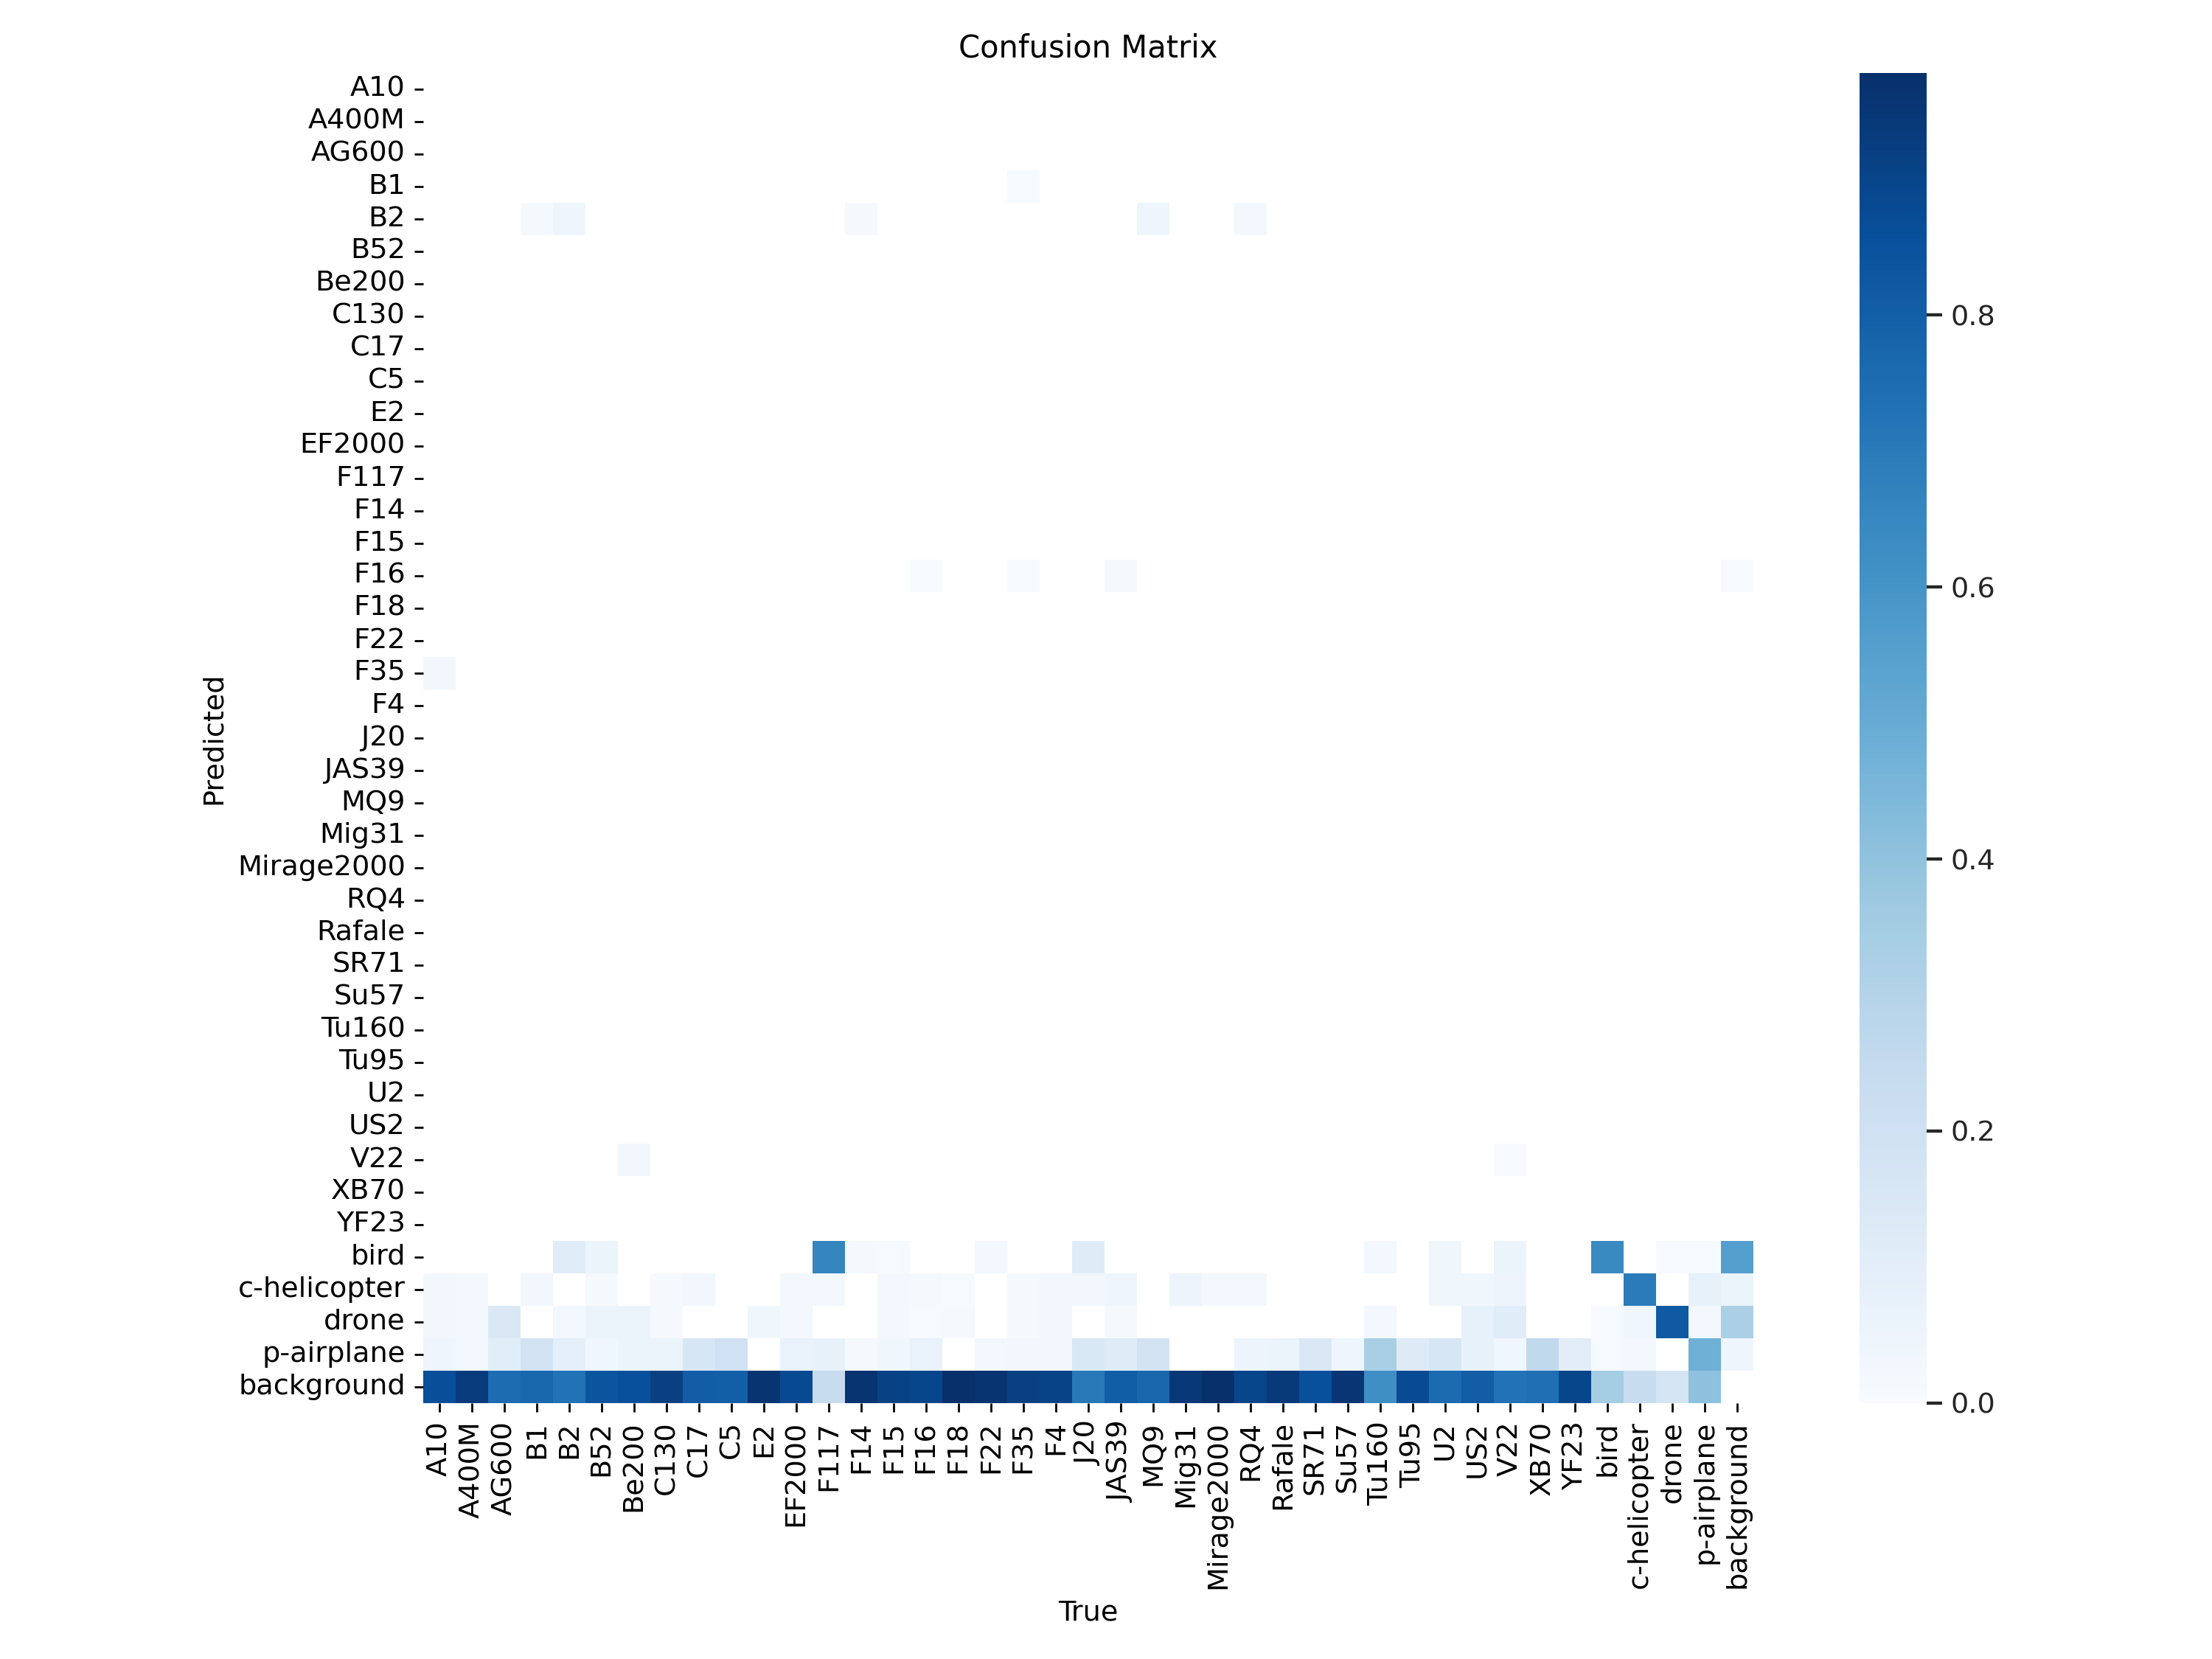 Confusion Matrix
A10
A400M
AG600
B1
B2
B52
Be200
C130
C17
C5
E2
EF2000
F117
F14
F15
F16
F18
F22
F35
F4
J20
JAS39
MQ9
Mig31
Mirage2000
RQ4
Rafale
SR71
Su57
Tu160
Tu95
U2
US2
V22
XB70
YF23
bird
c-helicopter
drone
p-airplane
background
Predicted
A10
A400M
AG600
B1
B2
B52
Be200
C130
C17
C5
E2
EF2000
F117
F14
F15
F16
F18
F22
F35
F4
J20
JAS39
MQ9
Mig31
Mirage2000
RQ4
Rafale
SR71
Su57
Tu160
Tu95
U2
US2
V22
XB70
YF23
bird
c-helicopter
drone
p-airplane
background
True
0.8
0.6
0.4
0.2
0.0